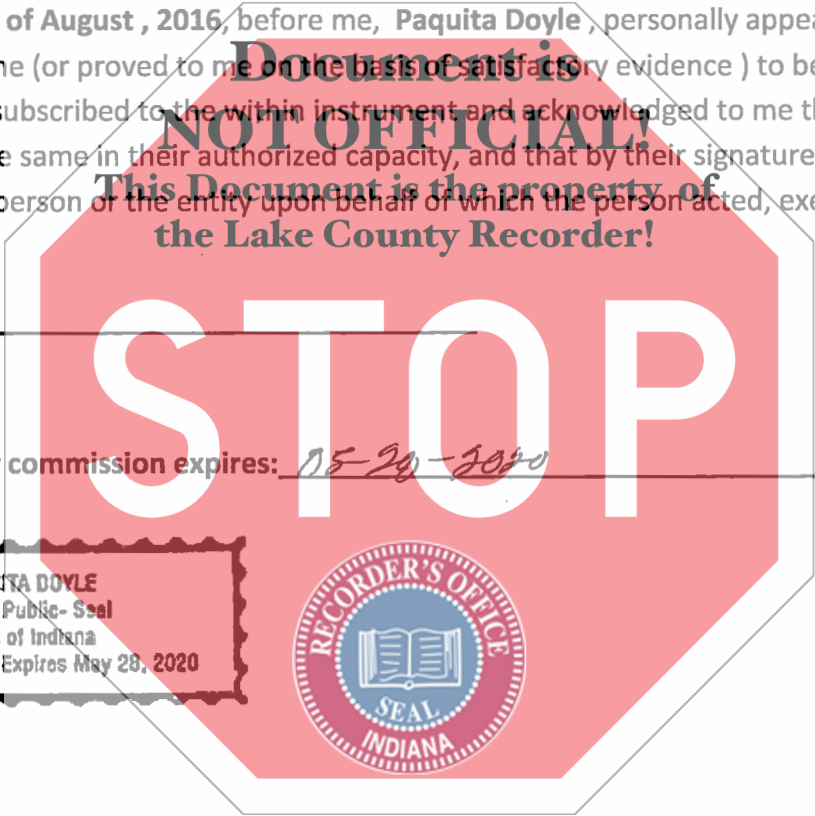 of August , 2016, before me, Paquita Doyle , personally appea
ne (or proved to me on the basis of satisfactory evidence ) to be
subscribed to the within instrument and acknowledged to me th
e same in their authorized capacity, and that by their signature
person or the entity upon behalf of which the person acted, exe
Document is
NOT OFFICIAL!
This Document is the property of
the Lake County Recorder!
STOP
commission expires: 05-28-2020
ITA DOYLE
Public- Seal
of Indiana
Expires May 28, 2020
RECORDER'S OFFICE
SEAL
INDIANA